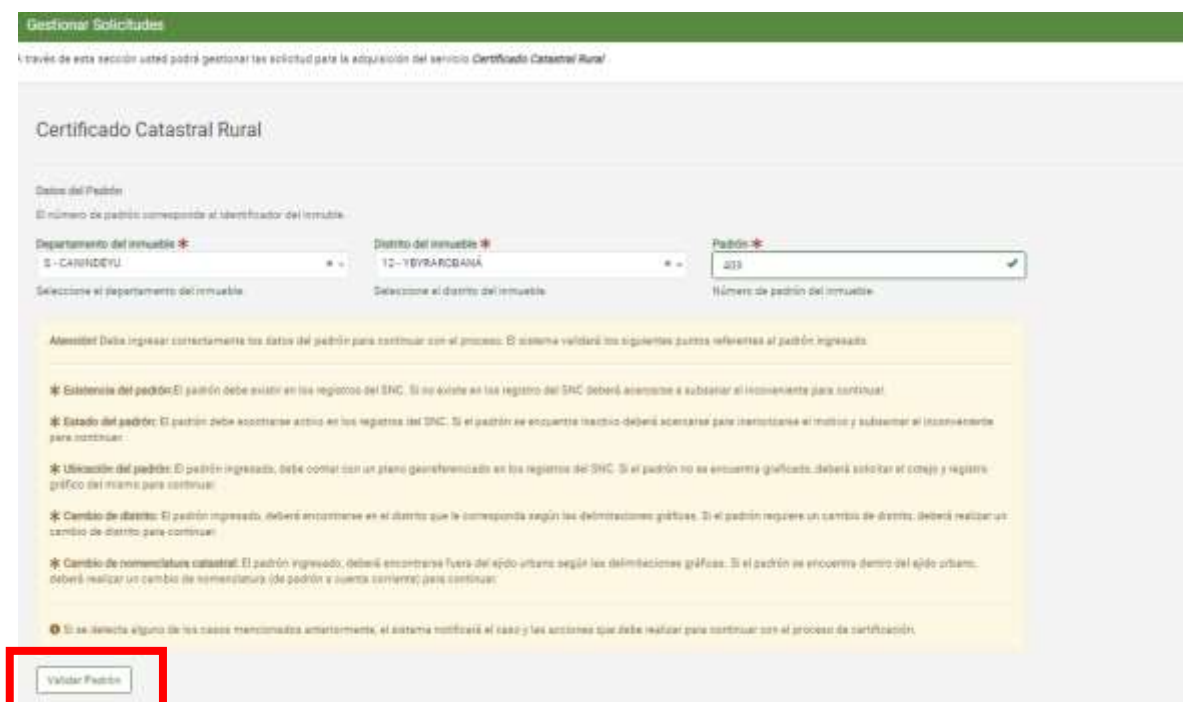 Gestionar Solicitudes
A través de esta sección usted podrá gestionar las solicitud para la adquisición del servicio Certificado Catastral Rural
Certificado Catastral Rural
Datos del Padrón
El número de padrón corresponde al identificador del inmuble.
Departamento del inmueble * Distrito del inmueble * Padrón *
S - CANINDEYU 12 - YBYRAROBANÁ 403
Seleccione el departamento del inmueble. Seleccione el distrito del inmueble. Número de padrón del inmueble.
Atención! Debe ingresar correctamente los datos del padrón para continuar con el proceso. El sistema validará los siguientes puntos referentes al padrón ingresado.
* Existencia del padrón: El padrón debe existir en los registros del SNC. Si no existe en los registro del SNC deberá acercarse a subsanar el inconveniente para continuar.
* Estado del padrón: El padrón debe econtrarse activo en los registros del SNC. Si el padrón se encuentra inactivo deberá acercarse para interiorizarse el motivo y subsanar el inconveniente
para continuar.
* Ubicación del padrón: El padrón ingresado, debe contar con un plano georeferenciado en los registros del SNC. Si el padrón no se encuentra graficado, deberá solicitar el cotejo y registro
gráfico del mismo para continuar.
* Cambio de distrito: El padrón ingresado, deberá encontrarse en el distrito que le corresponda según las delimitaciones gráficas. Si el padrón requiere un cambio de distrito, deberá realizar un
cambio de distrito para continuar.
* Cambio de nomenclatura catastral: El padrón ingresado, deberá encontrarse fuera del ejido urbano según las delimitaciones gráficas. Si el padrón se encuentra dentro del ejido urbano,
deberá realizar un cambio de nomenclatura (de padrón a cuenta corriente) para continuar.
Si se detecta alguno de los casos mencionados anteriormente, el sistema notificará el caso y las acciones que debe realizar para continuar con el proceso de certificación.
Validar Padrón